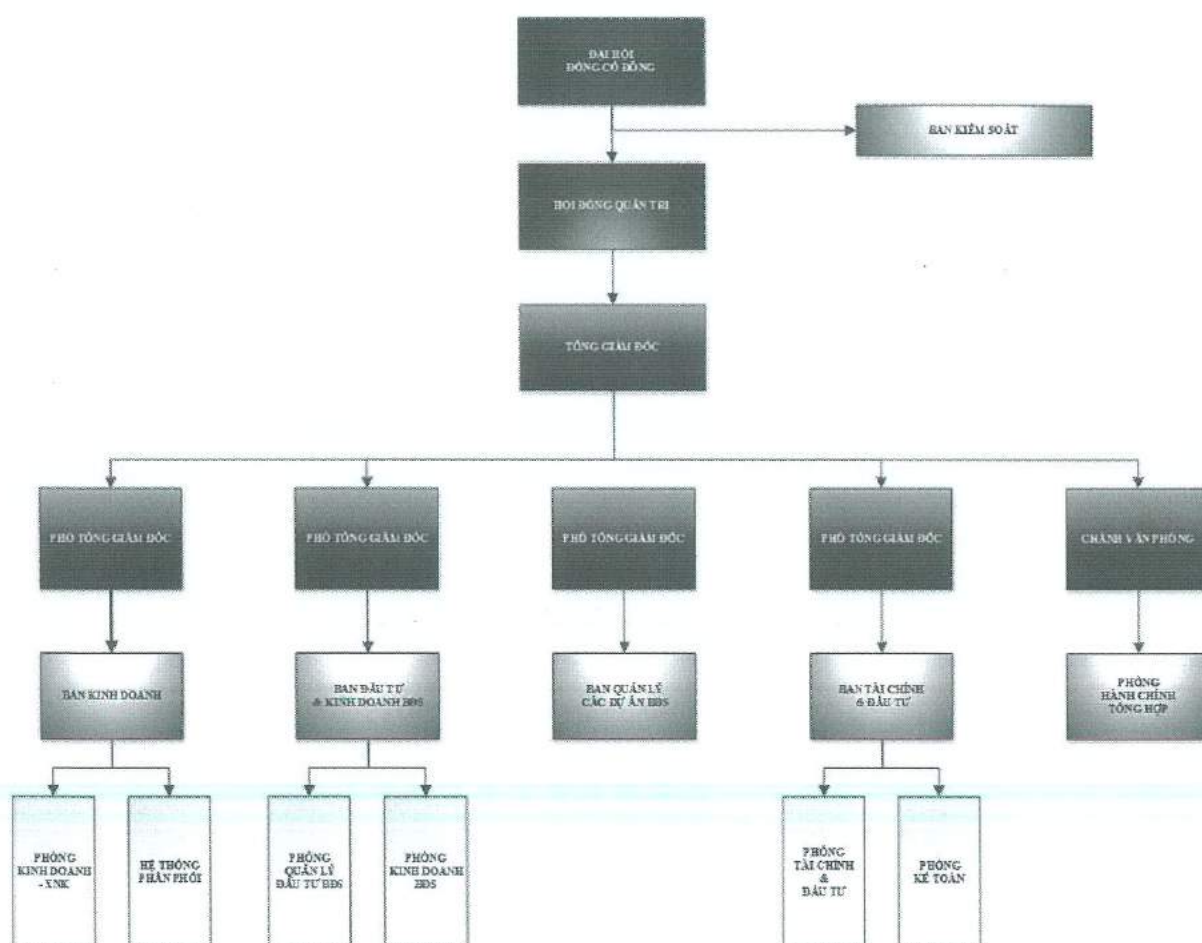 ĐẠI HỘI
ĐỒNG CỔ ĐÔNG
BAN KIỂM SOÁT
HỘI ĐỒNG QUẢN TRỊ
TỔNG GIÁM ĐỐC
PHÓ TỔNG GIÁM ĐỐC
PHÓ TỔNG GIÁM ĐỐC
PHÓ TỔNG GIÁM ĐỐC
PHÓ TỔNG GIÁM ĐỐC
CHÁNH VĂN PHÒNG
BAN KINH DOANH
BAN ĐẦU TƯ
& KINH DOANH BĐS
BAN QUẢN LÝ
CÁC DỰ ÁN BĐS
BAN TÀI CHÍNH
& ĐẦU TƯ
PHÒNG
HÀNH CHÍNH
TỔNG HỢP
PHÒNG
KINH DOANH
- XNK
HỆ THỐNG
PHÂN PHỐI
PHÒNG
QUẢN LÝ
ĐẦU TƯ BĐS
PHÒNG
KINH DOANH
BĐS
PHÒNG
TÀI CHÍNH
&
ĐẦU TƯ
PHÒNG
KẾ TOÁN